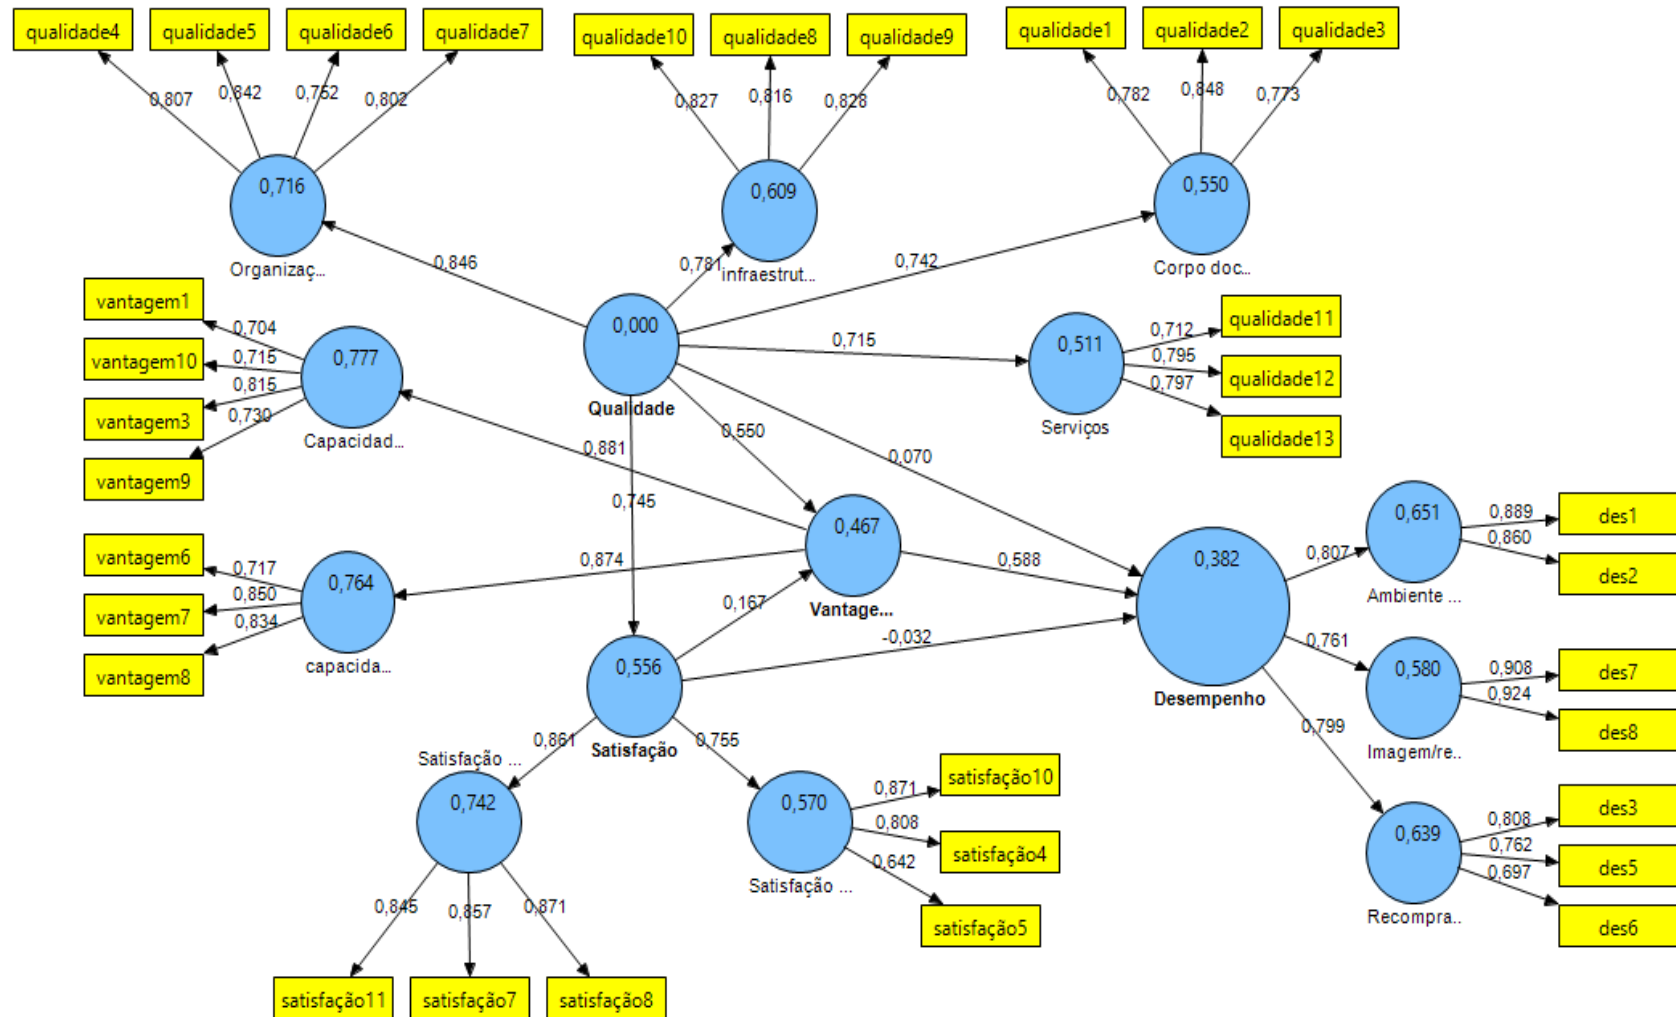 qualidade4
qualidade5
qualidade6
qualidade7
qualidade10
qualidade8
qualidade9
qualidade1
qualidade2
qualidade3
0,807
0,842
0,752
0,802
0,827
0,816
0,828
0,782
0,848
0,773
0,716
Organizaç...
0,609
infraestrut...
0,550
Corpo doc...
0,846
0,781
0,742
vantagem1
vantagem10
vantagem3
vantagem9
0,704
0,715
0,815
0,730
0,777
Capacidad...
0,000
Qualidade
0,715
0,511
Serviços
0,712
0,795
0,797
qualidade11
qualidade12
qualidade13
0,881
0,745
0,550
0,070
vantagem6
vantagem7
vantagem8
0,717
0,850
0,834
0,764
capacida...
0,874
0,467
Vantage...
0,167
0,588
-0,032
0,382
Desempenho
0,807
0,761
0,799
0,651
Ambiente ...
0,889
0,860
des1
des2
0,580
Imagem/re..
0,908
0,924
des7
des8
0,639
Recompra..
0,808
0,762
0,697
des3
des5
des6
0,556
Satisfação
0,861
0,755
Satisfação ...
0,742
0,570
Satisfação ...
0,871
0,808
0,642
satisfação10
satisfação4
satisfação5
0,845
0,857
0,871
satisfação11
satisfação7
satisfação8